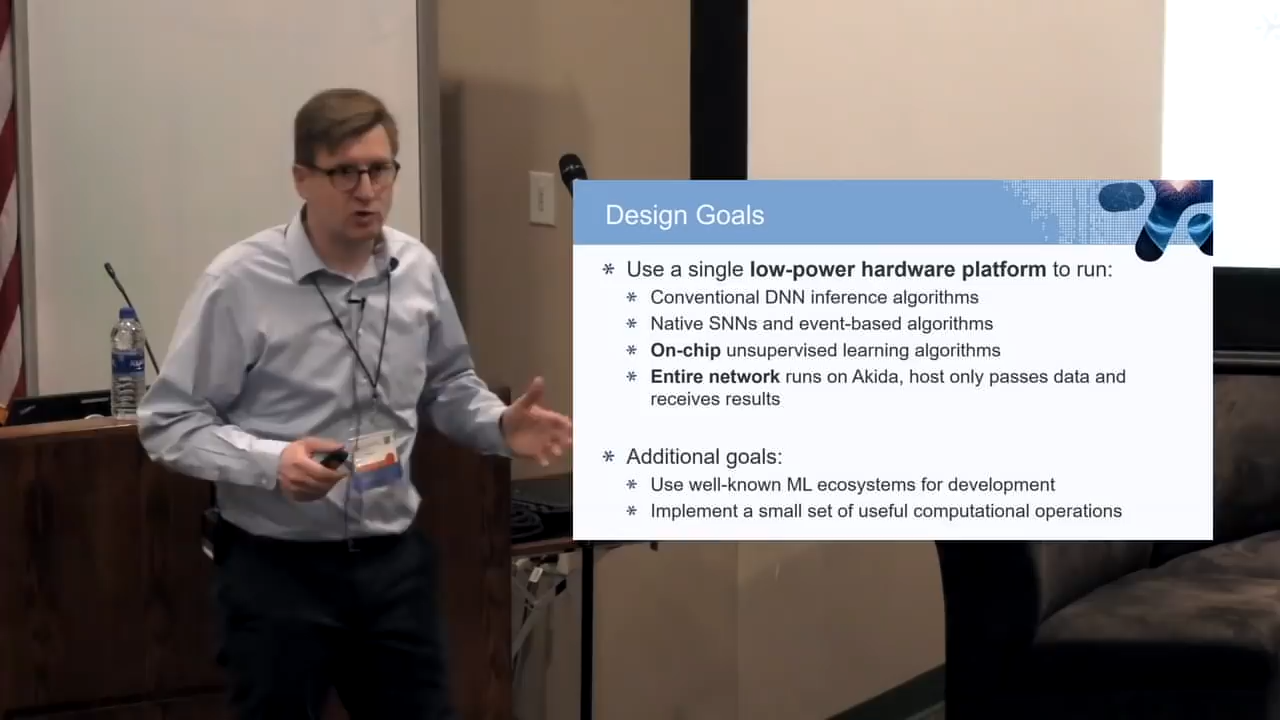 Design Goals
* Use a single low-power hardware platform to run:
* Conventional DNN inference algorithms
* Native SNNs and event-based algorithms
* On-chip unsupervised learning algorithms
* Entire network runs on Akida, host only passes data and
receives results
* Additional goals:
* Use well-known ML ecosystems for development
* Implement a small set of useful computational operations